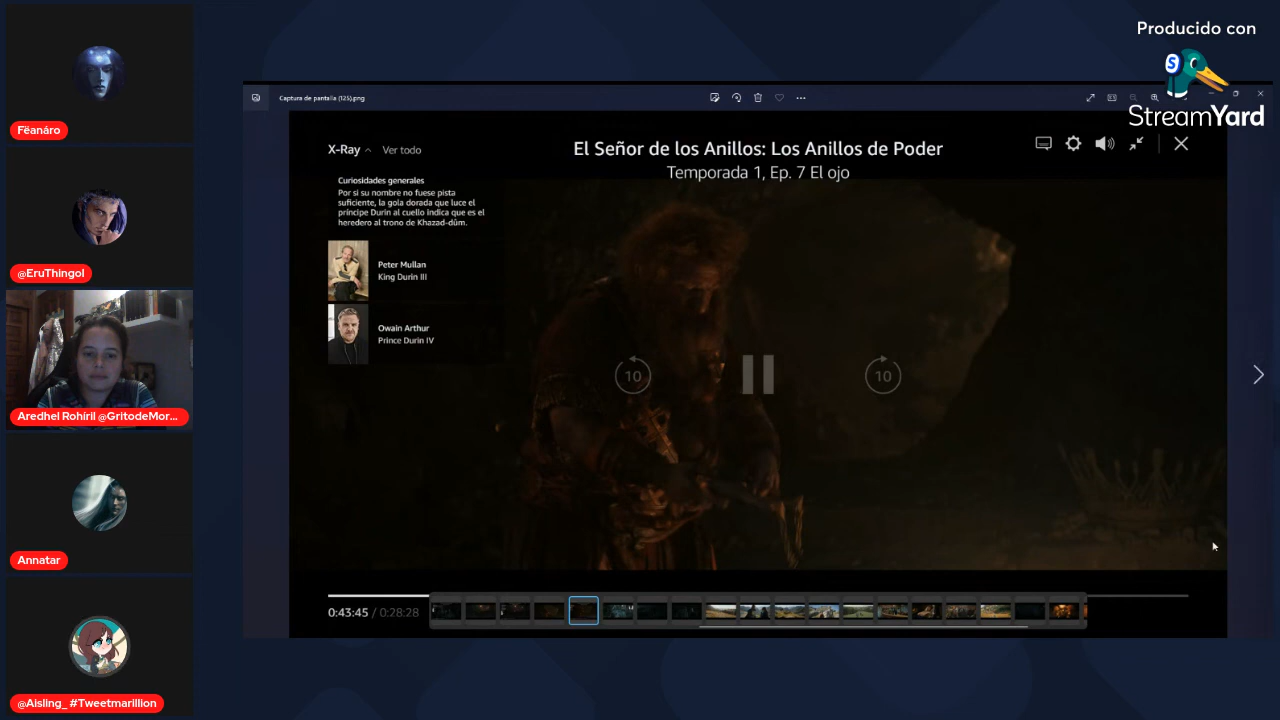 Producido con
StreamYard
Fëanáro
@EruThingol
Aredhel Rohíril @GritodeMor...
Annatar
@Aisling_ #Tweetmarillion
Captura de pantalla (125).png
X-Ray
Ver todo
El Señor de los Anillos: Los Anillos de Poder
Temporada 1, Ep. 7 El ojo
Curiosidades generales
Por si su nombre no fuese pista
suficiente, la gola dorada que luce el
príncipe Durin al cuello indica que es el
heredero al trono de Khazad-dûm.
Peter Mullan
King Durin III
Owain Arthur
Prince Durin IV
10
10
0:43:45 / 0:28:28